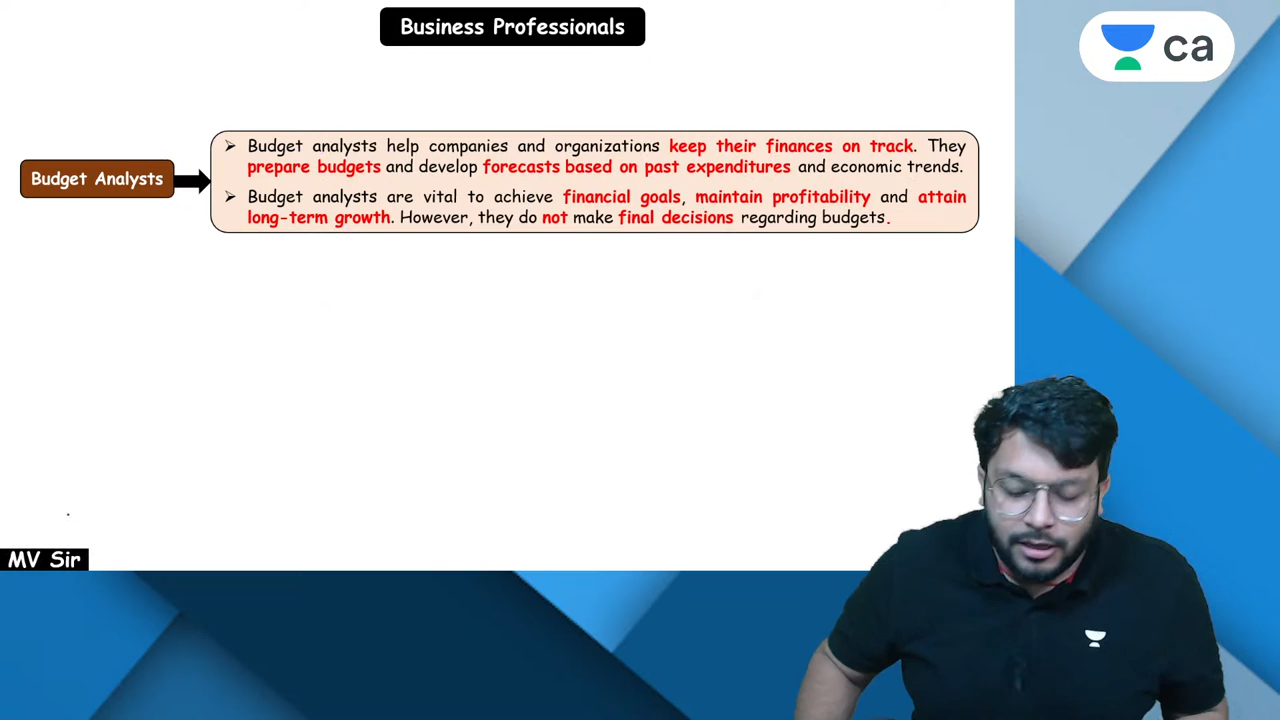 Business Professionals
ca
Budget Analysts
➢ Budget analysts help companies and organizations keep their finances on track. They
prepare budgets and develop forecasts based on past expenditures and economic trends.
➢ Budget analysts are vital to achieve financial goals, maintain profitability and attain
long-term growth. However, they do not make final decisions regarding budgets.
MV Sir